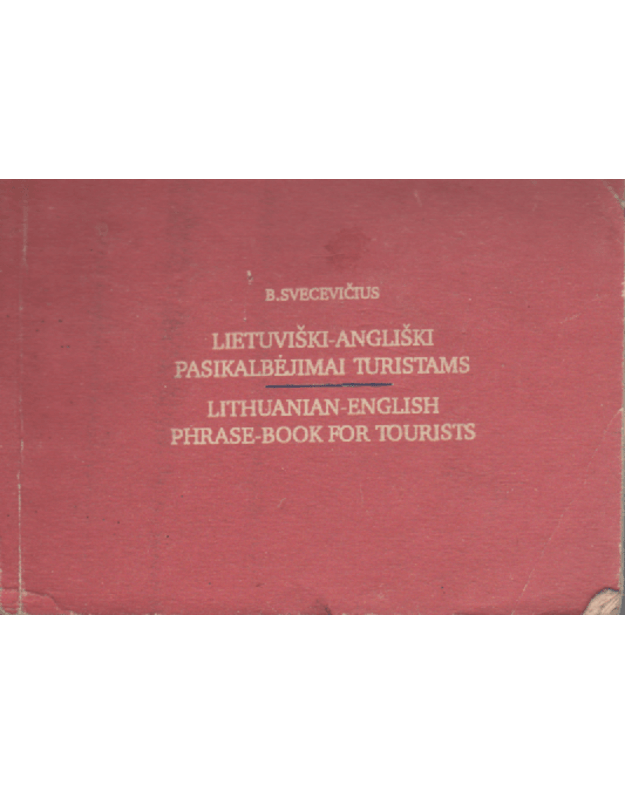 B.SVECEVIČIUS
LIETUVIŠKI-ANGLIŠKI
PASIKALBĖJIMAI TURISTAMS
LITHUANIAN-ENGLISH
PHRASE-BOOK FOR TOURISTS